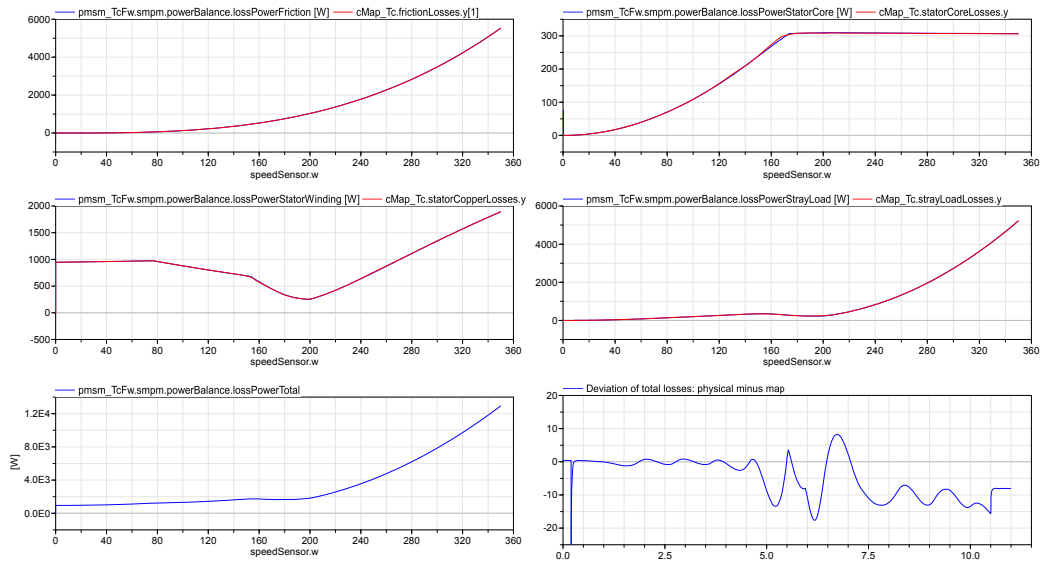 pmsm_TcFw.smpm.powerBalance.lossPowerFriction [W] cMap_Tc.frictionLosses.y[1]
6000
4000
2000
0
0 40 80 120 160 200 240 280 320 360
speedSensor.w
pmsm_TcFw.smpm.powerBalance.lossPowerStatorCore [W] cMap_Tc.statorCoreLosses.y
300
200
100
0
0 40 80 120 160 200 240 280 320 360
speedSensor.w
pmsm_TcFw.smpm.powerBalance.lossPowerStatorWinding [W] cMap_Tc.statorCopperLosses.y
2000
1500
1000
500
0
-500
0 40 80 120 160 200 240 280 320 360
speedSensor.w
pmsm_TcFw.smpm.powerBalance.lossPowerStrayLoad [W] cMap_Tc.strayLoadLosses.y
6000
4000
2000
0
0 40 80 120 160 200 240 280 320 360
speedSensor.w
pmsm_TcFw.smpm.powerBalance.lossPowerTotal
1.2E4
8.0E3
4.0E3
0.0E0
[W]
0 40 80 120 160 200 240 280 320 360
speedSensor.w
Deviation of total losses: physical minus map
20
10
0
-10
-20
0.0 2.5 5.0 7.5 10.0